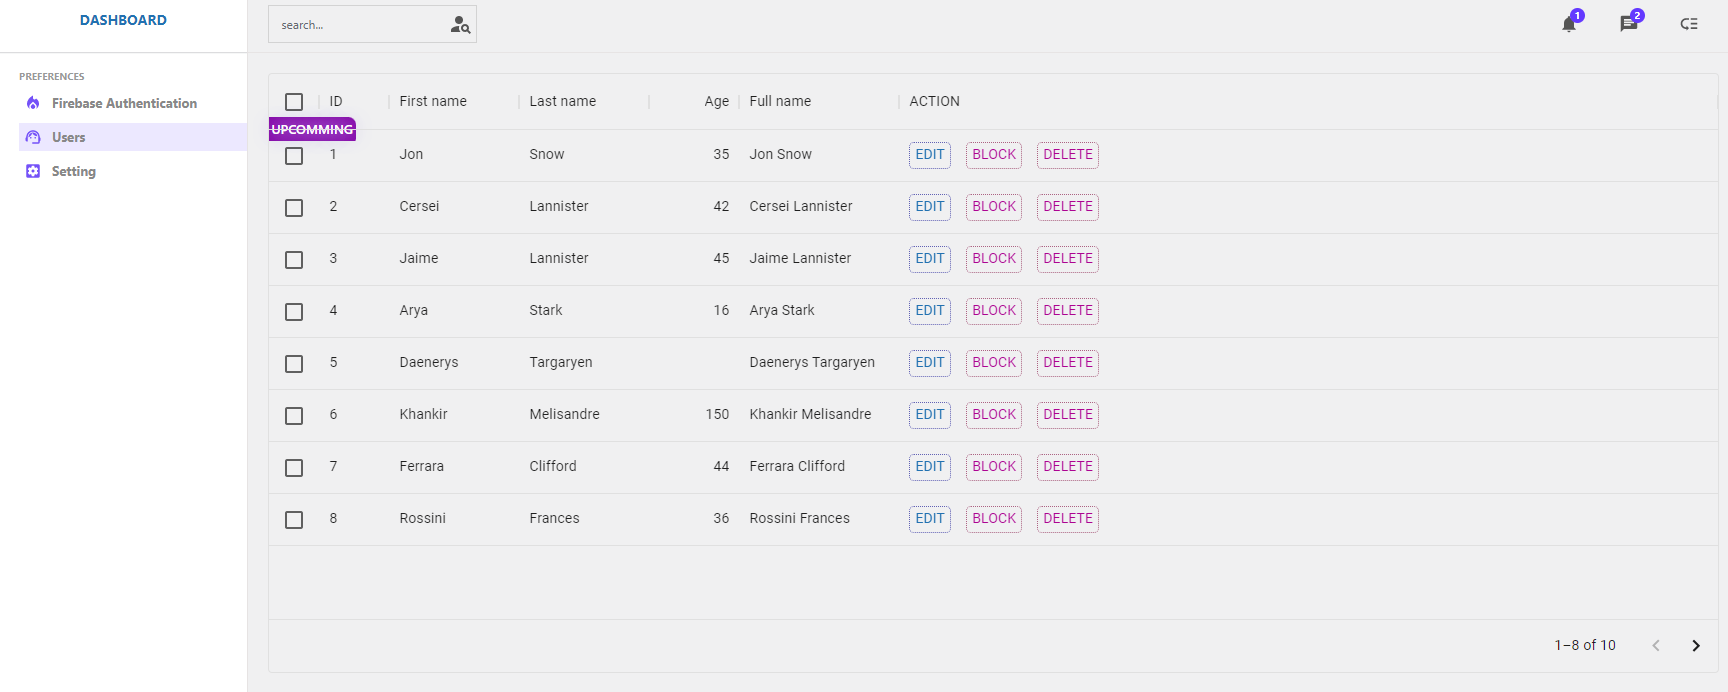 DASHBOARD
search...
1
2
PREFERENCES
Firebase Authentication
Users
Setting
ID First name Last name Age Full name ACTION
UPCOMMING
1 Jon Snow 35 Jon Snow EDIT BLOCK DELETE
2 Cersei Lannister 42 Cersei Lannister EDIT BLOCK DELETE
3 Jaime Lannister 45 Jaime Lannister EDIT BLOCK DELETE
4 Arya Stark 16 Arya Stark EDIT BLOCK DELETE
5 Daenerys Targaryen Daenerys Targaryen EDIT BLOCK DELETE
6 Khankir Melisandre 150 Khankir Melisandre EDIT BLOCK DELETE
7 Ferrara Clifford 44 Ferrara Clifford EDIT BLOCK DELETE
8 Rossini Frances 36 Rossini Frances EDIT BLOCK DELETE
1–8 of 10